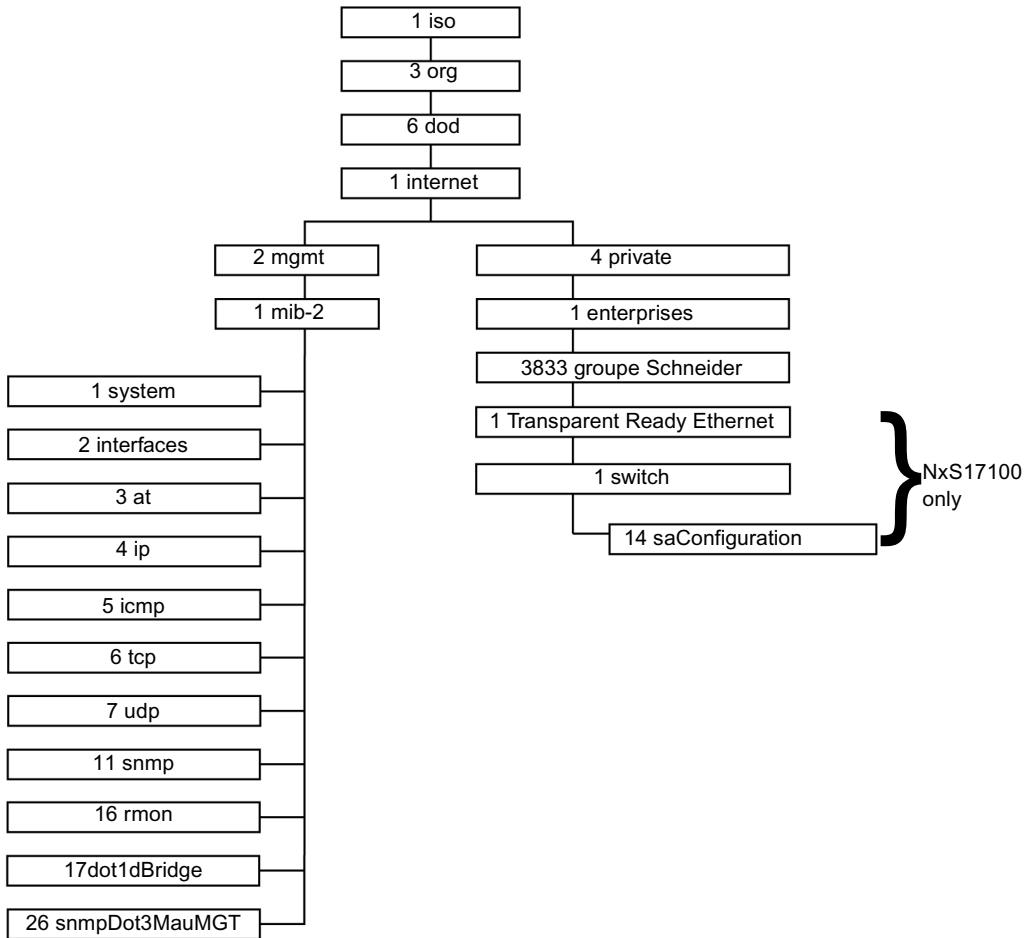 1 iso
3 org
6 dod
1 internet
2 mgmt
4 private
1 mib-2
1 enterprises
3833 groupe Schneider
1 system
1 Transparent Ready Ethernet
2 interfaces
1 switch
NxS17100
only
3 at
14 saConfiguration
4 ip
5 icmp
6 tcp
7 udp
11 snmp
16 rmon
17dot1dBridge
26 snmpDot3MauMGT